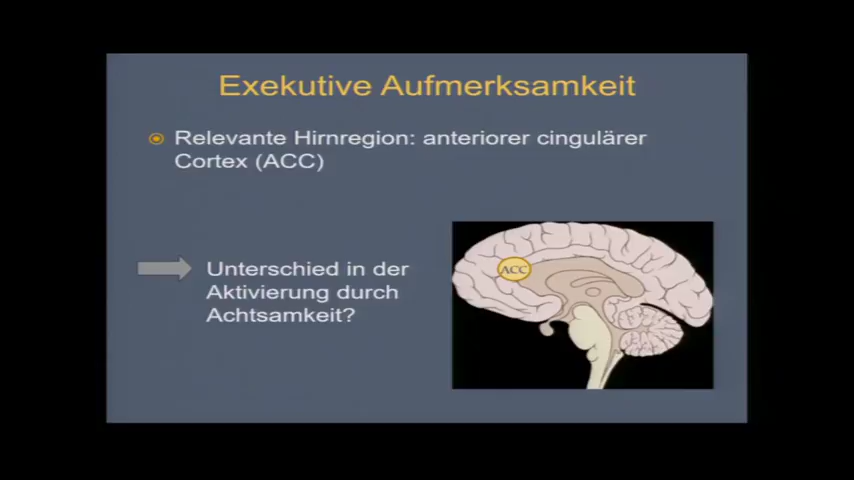 Exekutive Aufmerksamkeit
Relevante Hirnregion: anteriorer cingulärer
Cortex (ACC)
Unterschied in der
Aktivierung durch
Achtsamkeit?
ACC